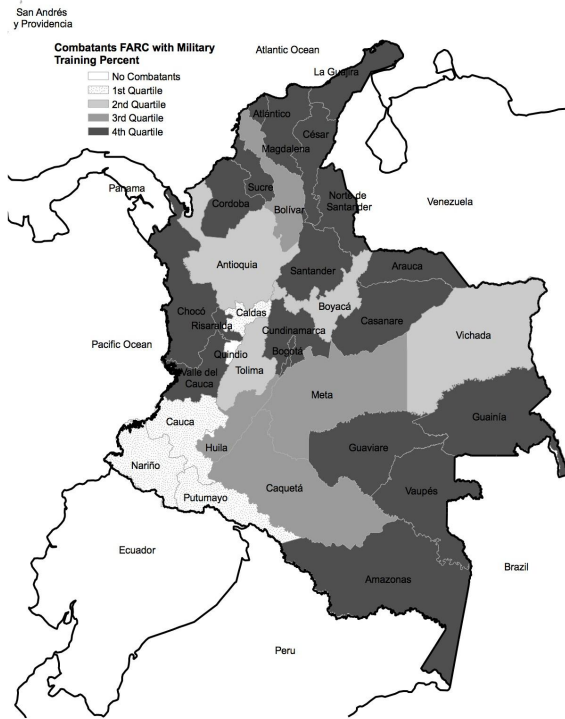 San Andrés
y Providencia
Combatants FARC with Military
Training Percent
No Combatants
1st Quartile
2nd Quartile
3rd Quartile
4th Quartile
Atlantic Ocean
La Guajira
Atlántico
César
Magdalena
Panama
Sucre
Cordoba
Bolívar
Norte de
Santander
Venezuela
Antioquia
Santander
Arauca
Chocó
Caldas
Boyacá
Risaralda
Cundinamarca
Casanare
Vichada
Pacific Ocean
Quindio
Bogotá
Valle del
Cauca
Tolima
Meta
Cauca
Guainía
Huila
Guaviare
Nariño
Caquetá
Vaupés
Putumayo
Ecuador
Brazil
Amazonas
Peru